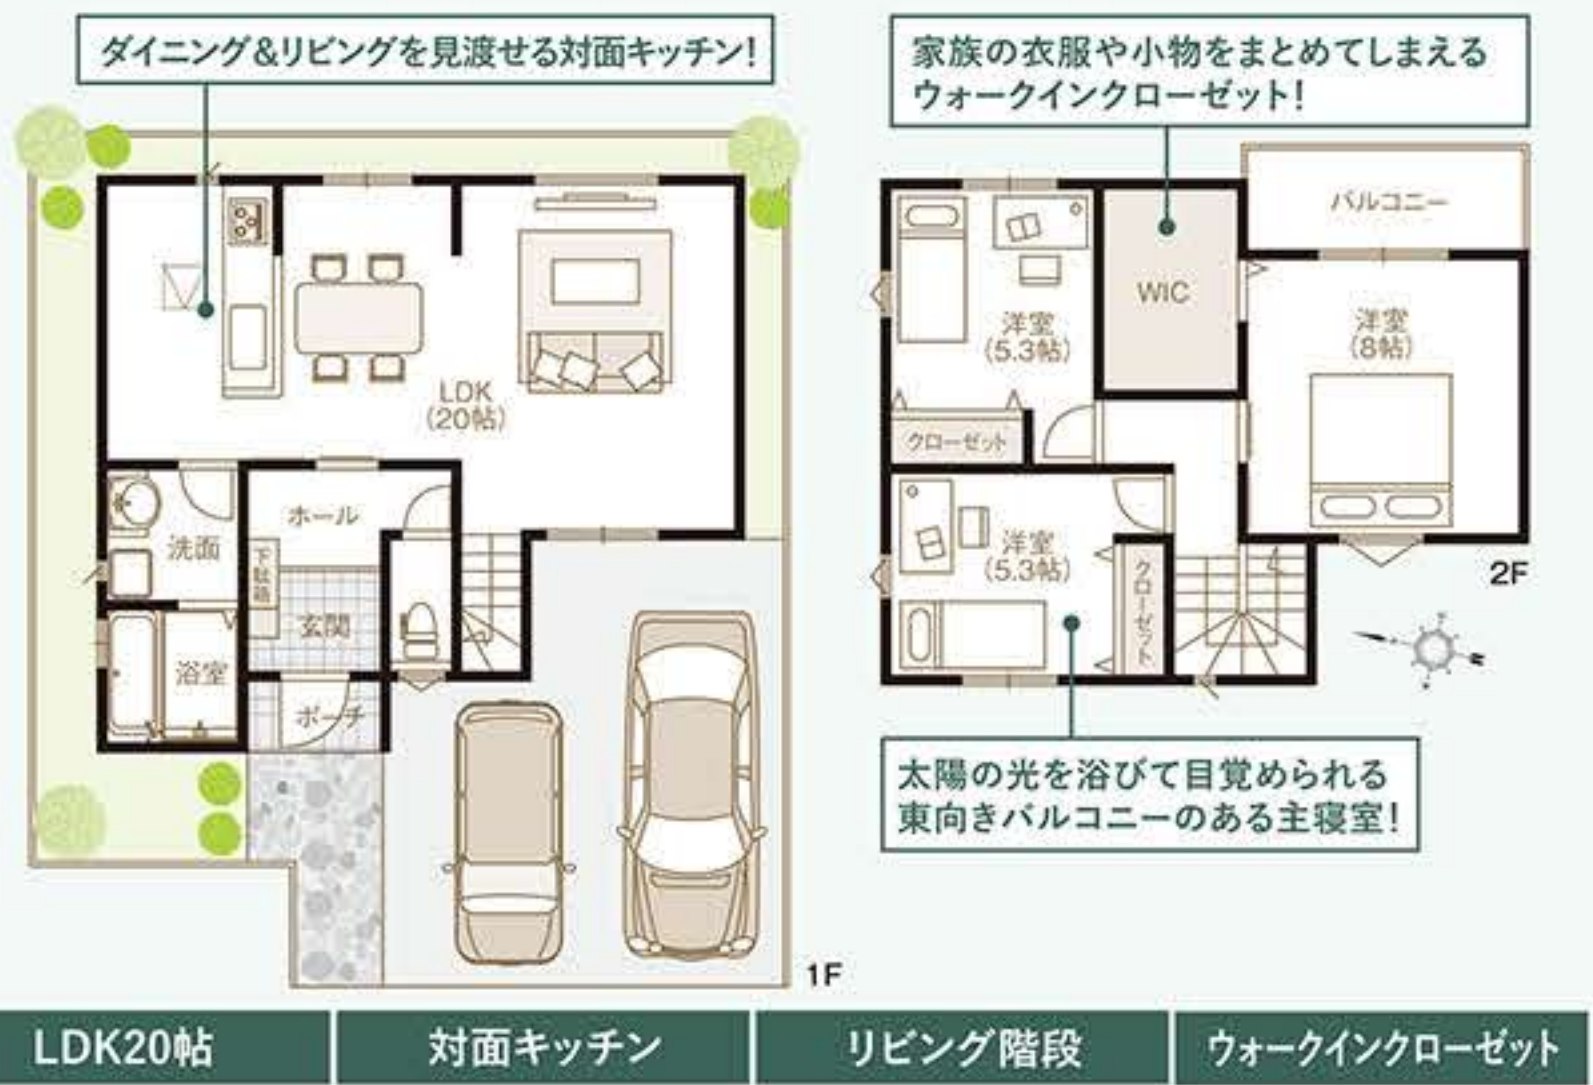 ダイニング&リビングを見渡せる対面キッチン!
家族の衣服や小物をまとめてしまえる
ウォークインクローゼット!
バルコニー
WIC
洋室
(5.3帖)
洋室
(8帖)
LDK
(20帖)
クローゼット
ホール
洗面
下駄箱
玄関
浴室
ポーチ
洋室
(5.3帖)
クローゼット
2F
N
太陽の光を浴びて目覚められる
東向きバルコニーのある主寝室!
1F
LDK20帖
対面キッチン
リビング階段
ウォークインクローゼット